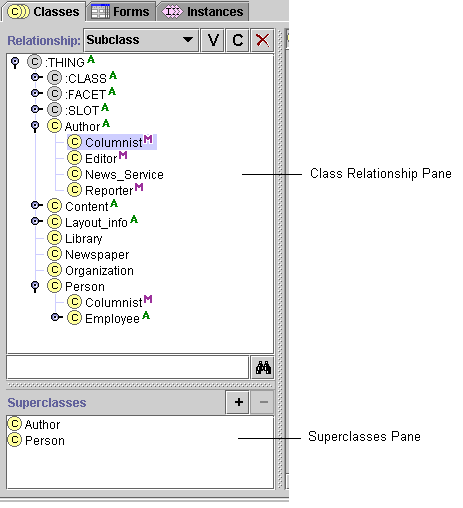 Classes Forms Instances
Relationship: Subclass V C
C :THING A
C :CLASS A
C :FACET A
C :SLOT A
C Author A
C Columnist M
C Editor M
C News_Service
C Reporter M
Class Relationship Pane
C Content A
C Layout_info A
C Library
C Newspaper
C Organization
C Person
C Columnist M
C Employee A
Superclasses + −
C Author
C Person
Superclasses Pane